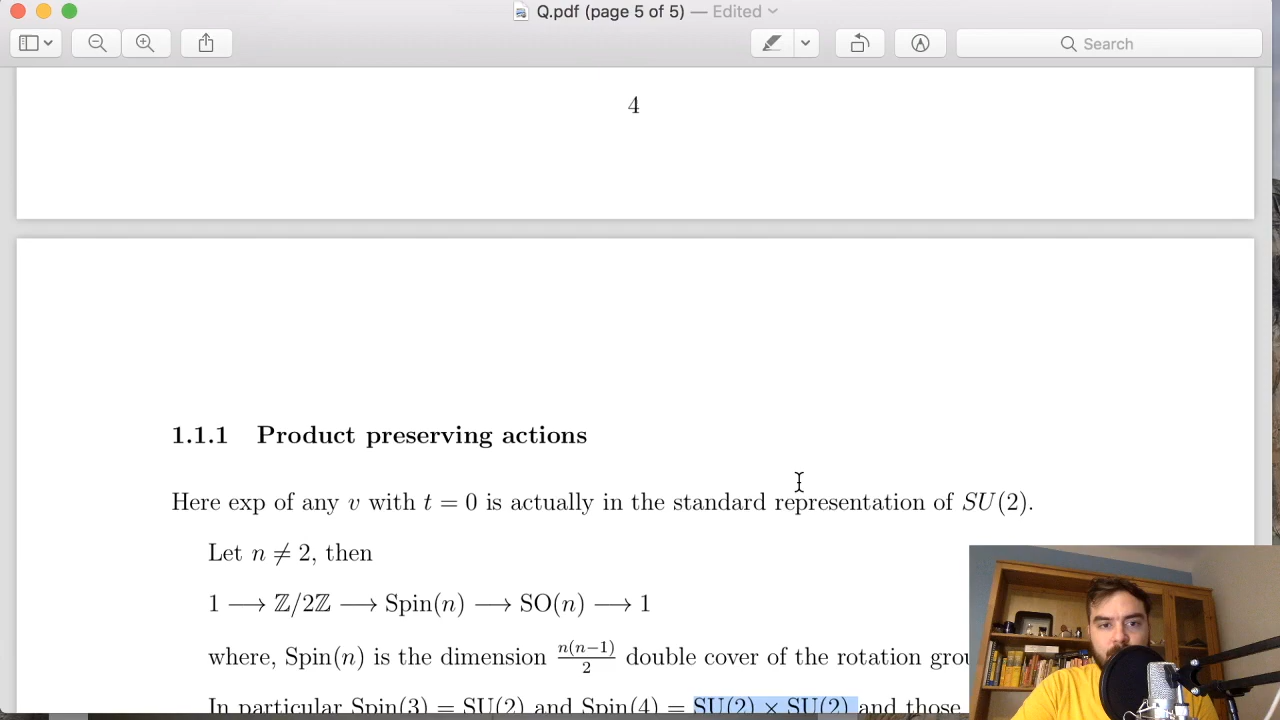 Q.pdf (page 5 of 5) — Edited
Search
4
1.1.1 Product preserving actions
Here exp of any v with t = 0 is actually in the standard representation of SU(2).
Let n ≠ 2, then
1 ⟶ ℤ/2ℤ ⟶ Spin(n) ⟶ SO(n) ⟶ 1
where, Spin(n) is the dimension n(n−1)/2 double cover of the rotation
In particular Spin(3) = SU(2) and Spin(4) = SU(2) × SU(2) and those